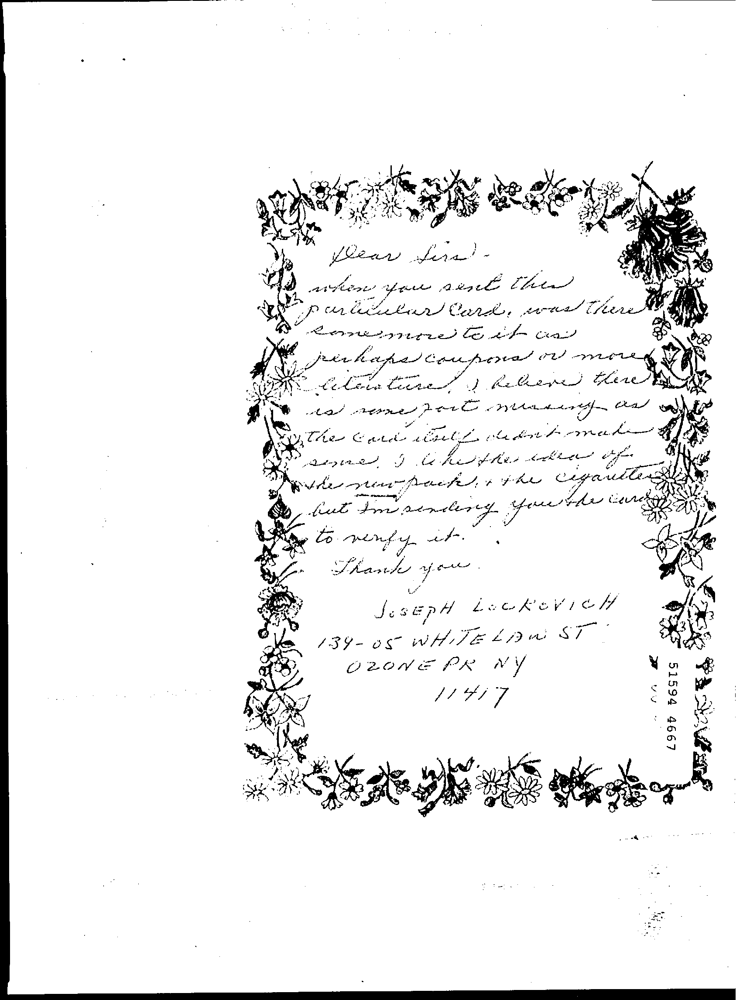 Dear Sirs -
when you sent this
particular Card, was there
some more to it as
perhaps coupons or more
literature. I believe there
is some part missing as
the Card itself didn't make
sense. I like the idea of
the new pack, + the cigarettes
but I'm sending you the card
to verify it.
Thank you.
JOSEPH LOCKOVICH
139-05 WHITELAW ST
OZONE PK NY
11417
51594 4667